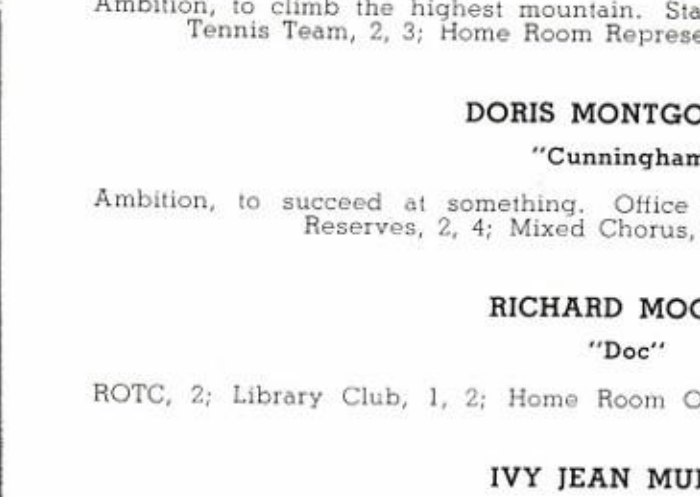 Ambition, to climb the highest mountain. Sta
Tennis Team, 2, 3; Home Room Represe
DORIS MONTGO
"Cunningham
Ambition, to succeed at something. Office
Reserves, 2, 4; Mixed Chorus,
RICHARD MOO
"Doc"
ROTC, 2; Library Club, 1, 2; Home Room O
IVY JEAN MU